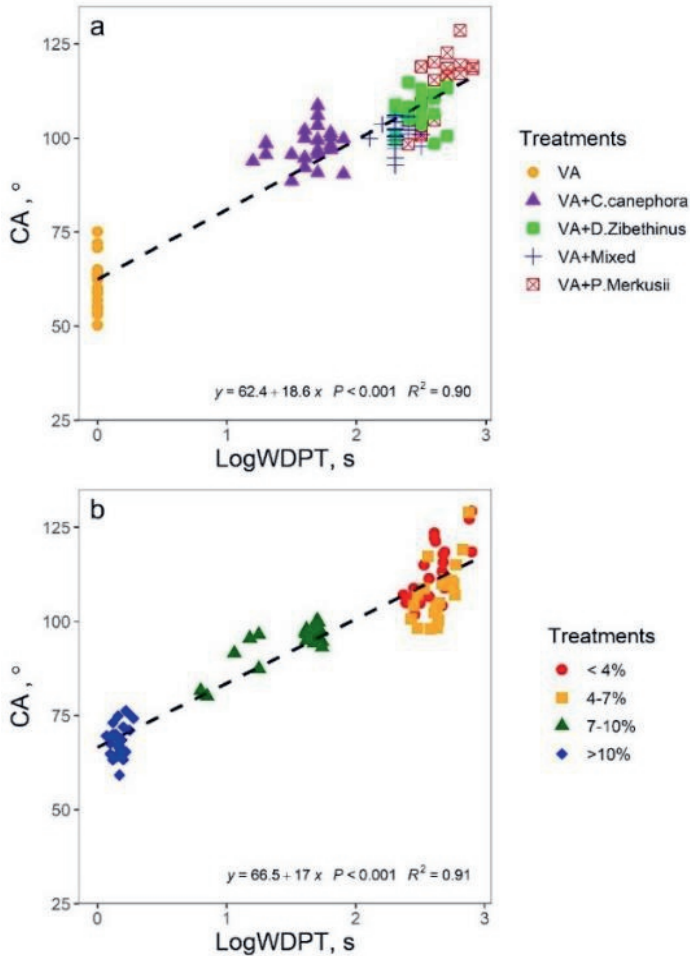 a
125
100
75
50
25
CA, °
y = 62.4 + 18.6 x P < 0.001 R² = 0.90
0 1 2 3
LogWDPT, s
Treatments
VA
VA+C.canephora
VA+D.Zibethinus
VA+Mixed
VA+P.Merkusii
b
125
100
75
50
25
CA, °
y = 66.5 + 17 x P < 0.001 R² = 0.91
0 1 2 3
LogWDPT, s
Treatments
< 4%
4-7%
7-10%
>10%